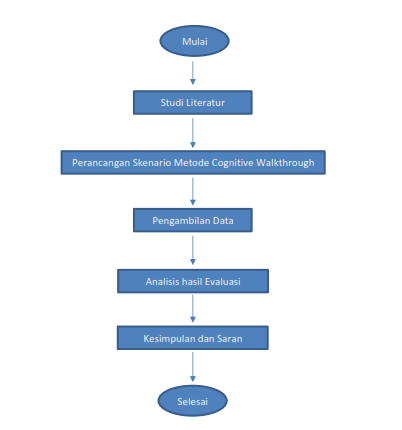 Mulai
Studi Literatur
Perancangan Skenario Metode Cognitive Walkthrough
Pengambilan Data
Analisis hasil Evaluasi
Kesimpulan dan Saran
Selesai